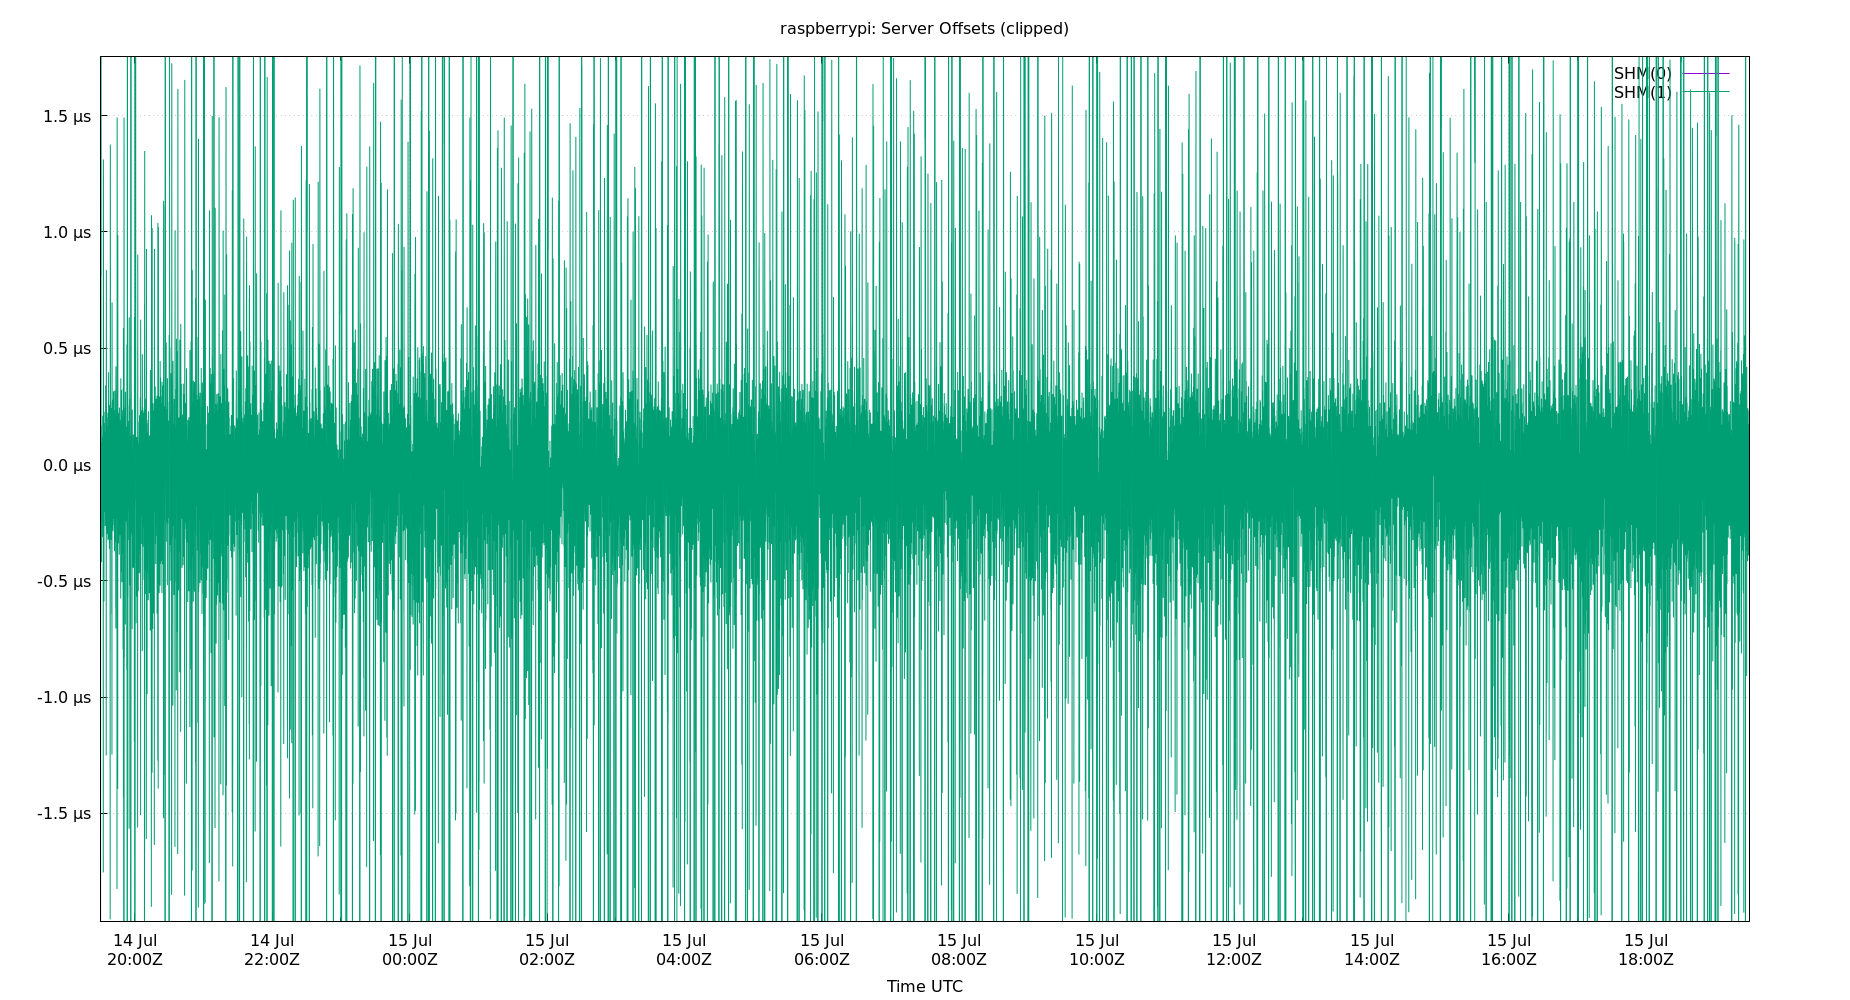 raspberrypi: Server Offsets (clipped)
SHM(0)
SHM(1)
1.5 µs
1.0 µs
0.5 µs
0.0 µs
-0.5 µs
-1.0 µs
-1.5 µs
14 Jul 14 Jul 15 Jul 15 Jul 15 Jul 15 Jul 15 Jul 15 Jul 15 Jul 15 Jul 15 Jul 15 Jul
20:00Z 22:00Z 00:00Z 02:00Z 04:00Z 06:00Z 08:00Z 10:00Z 12:00Z 14:00Z 16:00Z 18:00Z
Time UTC